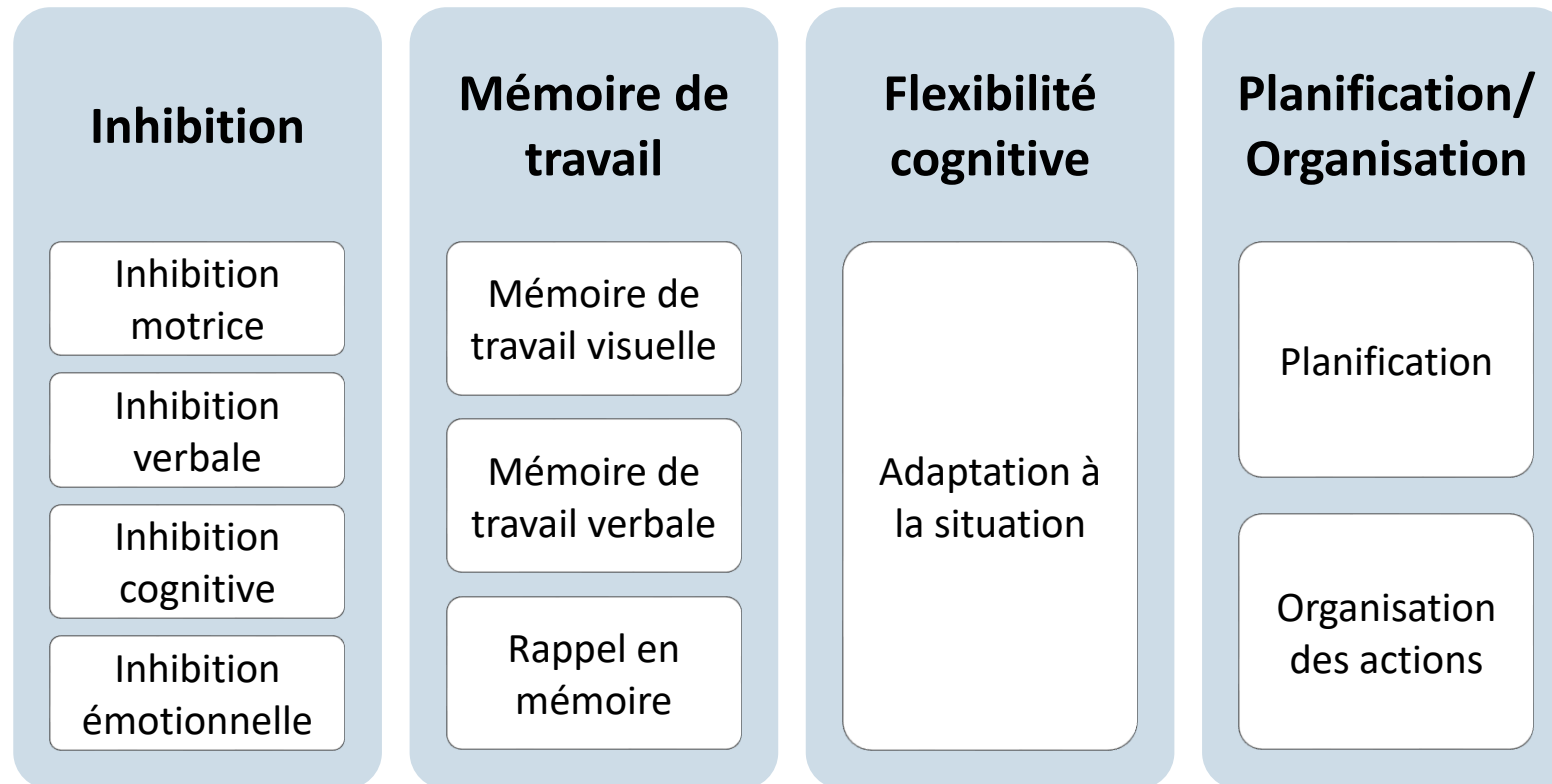 Inhibition
Inhibition
motrice
Inhibition
verbale
Inhibition
cognitive
Inhibition
émotionnelle
Mémoire de
travail
Mémoire de
travail visuelle
Mémoire de
travail verbale
Rappel en
mémoire
Flexibilité
cognitive
Adaptation à
la situation
Planification/
Organisation
Planification
Organisation
des actions